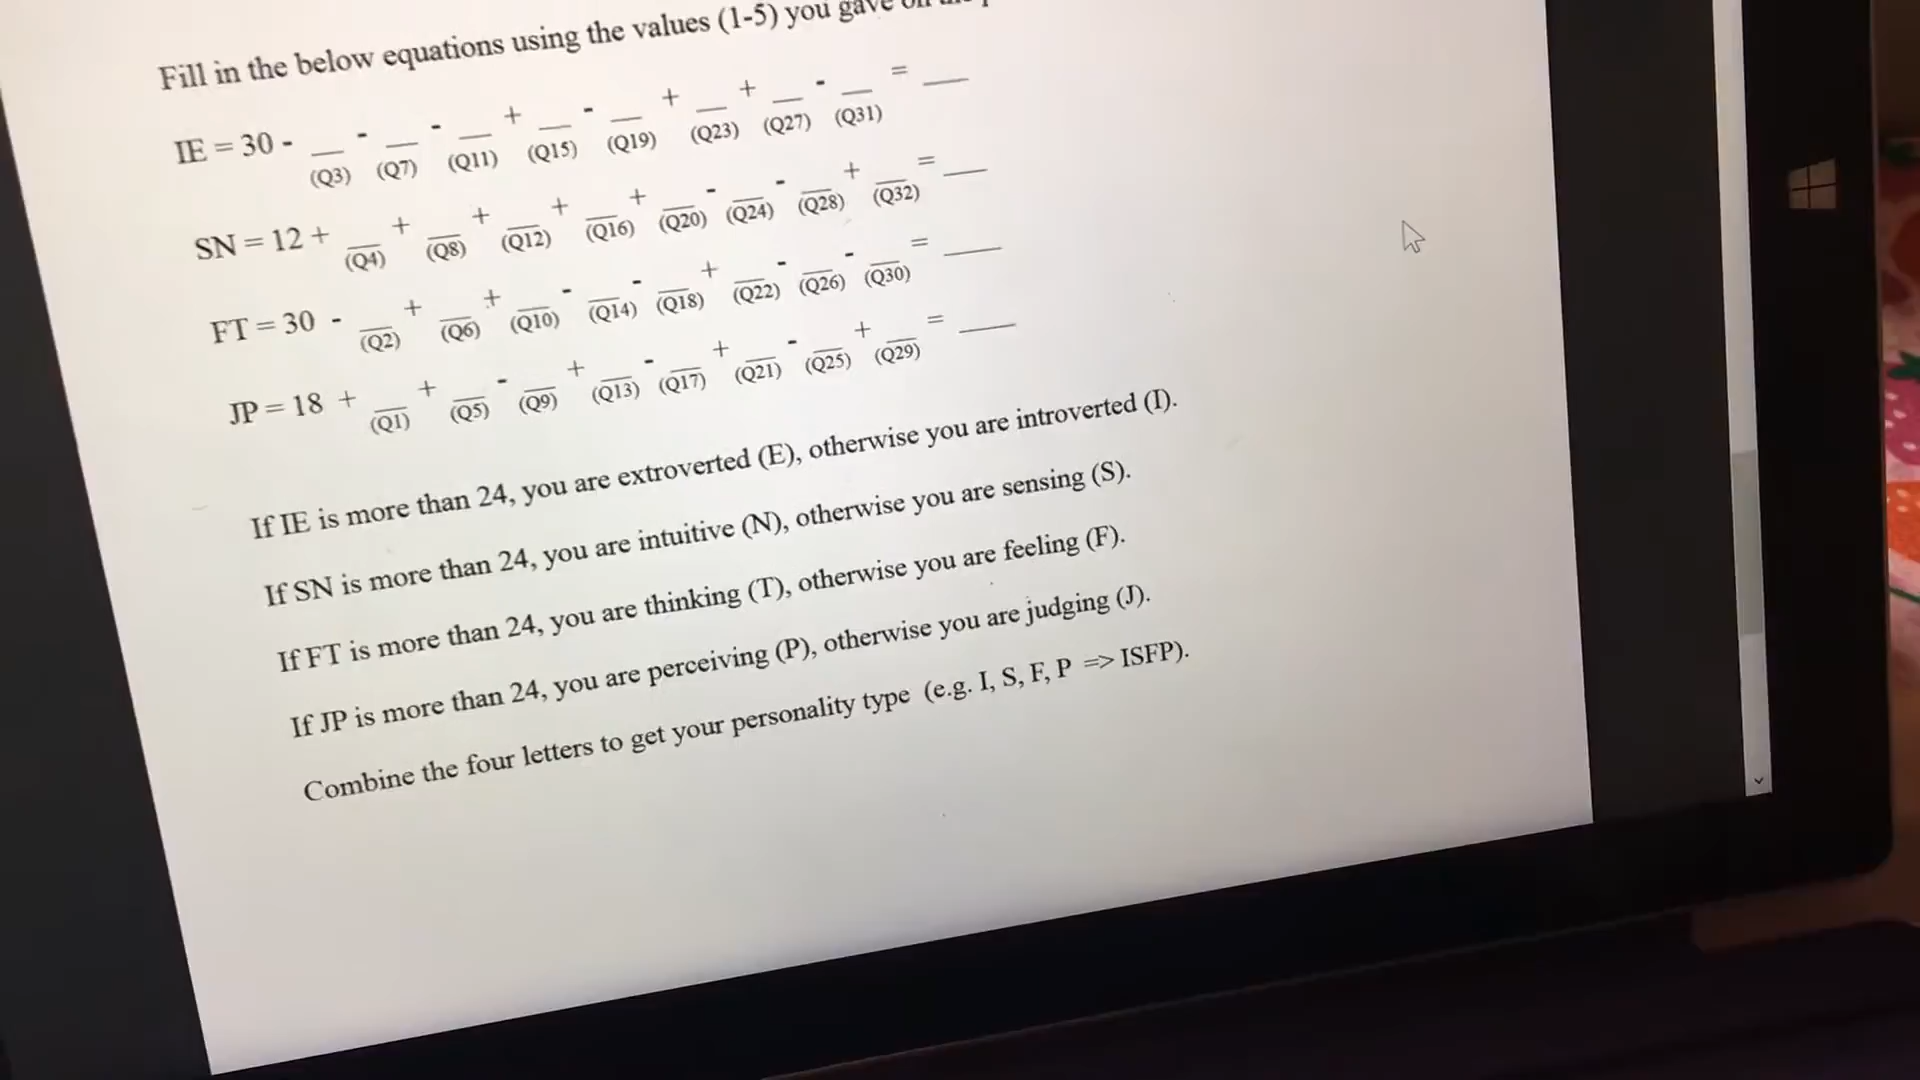 Fill in the below equations using the values (1-5) you gave on
IE = 30 - __ - __ - __ + __ - __ + __ + __ - __ = __
(Q3) (Q7) (Q11) (Q15) (Q19) (Q23) (Q27) (Q31)
SN = 12 + __ + __ + __ + __ + __ - __ - __ + __ = __
(Q4) (Q8) (Q12) (Q16) (Q20) (Q24) (Q28) (Q32)
FT = 30 - __ + __ + __ - __ - __ + __ - __ - __ = __
(Q2) (Q6) (Q10) (Q14) (Q18) (Q22) (Q26) (Q30)
JP = 18 + __ + __ - __ + __ - __ + __ - __ + __ = __
(Q1) (Q5) (Q9) (Q13) (Q17) (Q21) (Q25) (Q29)
If IE is more than 24, you are extroverted (E), otherwise you are introverted (I).
If SN is more than 24, you are intuitive (N), otherwise you are sensing (S).
If FT is more than 24, you are thinking (T), otherwise you are feeling (F).
If JP is more than 24, you are perceiving (P), otherwise you are judging (J).
Combine the four letters to get your personality type (e.g. I, S, F, P => ISFP).